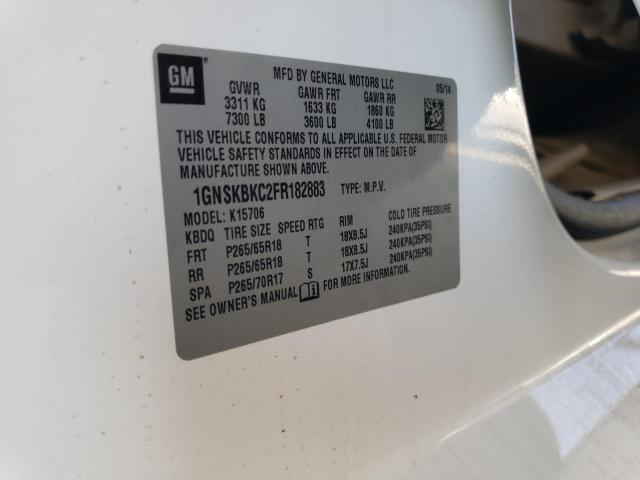 GM
MFD BY GENERAL MOTORS LLC
05/14
GVWR GAWR FRT GAWR RR
3311 KG 1633 KG 1860 KG
7300 LB 3600 LB 4100 LB
THIS VEHICLE CONFORMS TO ALL APPLICABLE U.S. FEDERAL MOTOR
VEHICLE SAFETY STANDARDS IN EFFECT ON THE DATE OF
MANUFACTURE SHOWN ABOVE.
1GNSKBKC2FR182883 TYPE: M.P.V.
MODEL: K15706
KBDQ TIRE SIZE SPEED RTG RIM COLD TIRE PRESSURE
FRT P265/65R18 T 18X8.5J 240KPA(35PSI)
RR P265/65R18 T 18X8.5J 240KPA(35PSI)
SPA P265/70R17 S 17X7.5J 240KPA(35PSI)
SEE OWNER'S MANUAL FOR MORE INFORMATION.